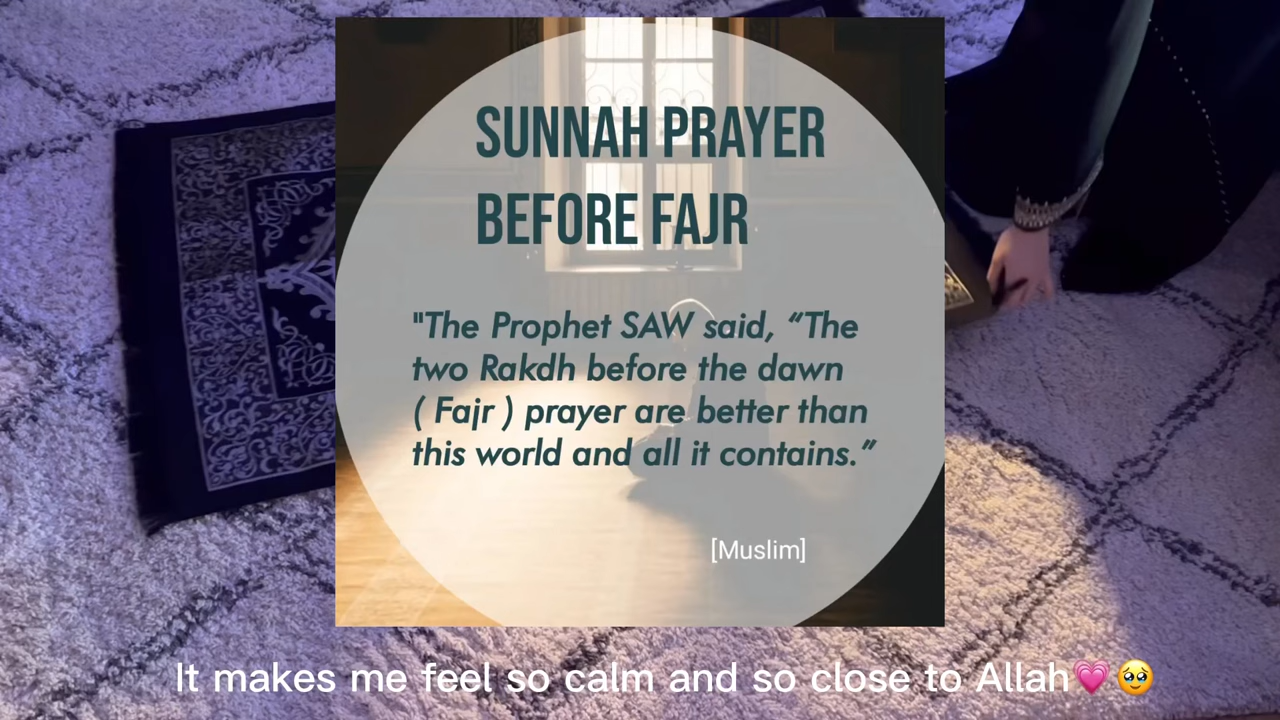 SUNNAH PRAYER
BEFORE FAJR
"The Prophet SAW said, “The
two Rakdh before the dawn
( Fajr ) prayer are better than
this world and all it contains.”
[Muslim]
It makes me feel so calm and so close to Allah💗🥹